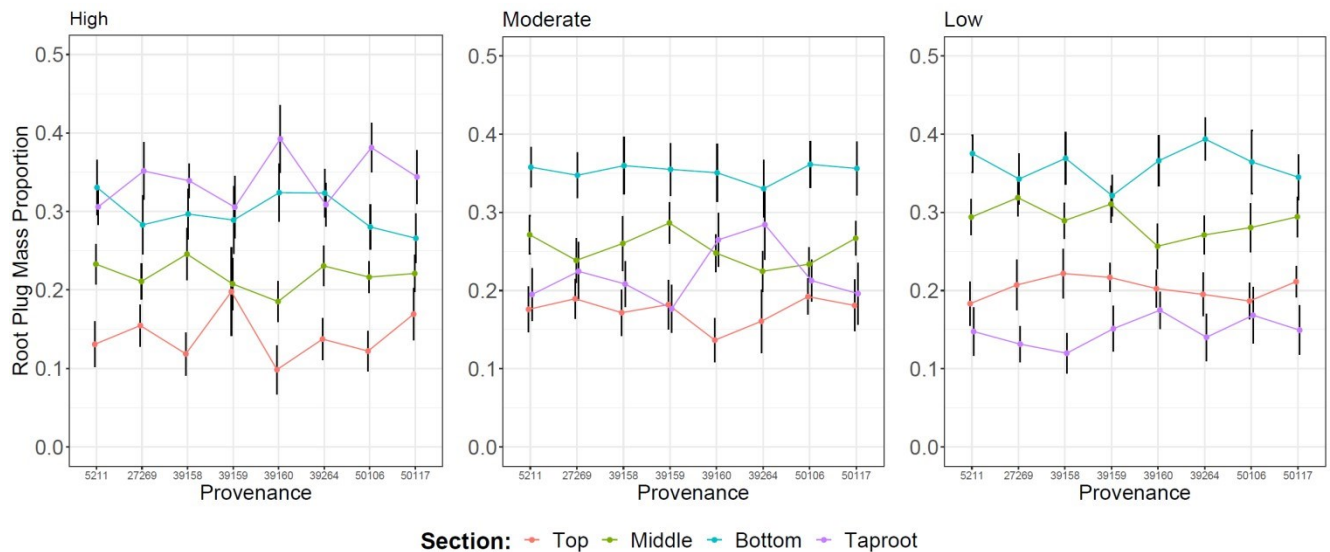 High
Moderate
Low
Root Plug Mass Proportion
0.5
0.4
0.3
0.2
0.1
0.0
5211 27269 39158 39159 39160 39264 50106 50117
Provenance
0.5
0.4
0.3
0.2
0.1
0.0
5211 27269 39158 39159 39160 39264 50106 50117
Provenance
0.5
0.4
0.3
0.2
0.1
0.0
5211 27269 39158 39159 39160 39264 50106 50117
Provenance
Section: Top Middle Bottom Taproot